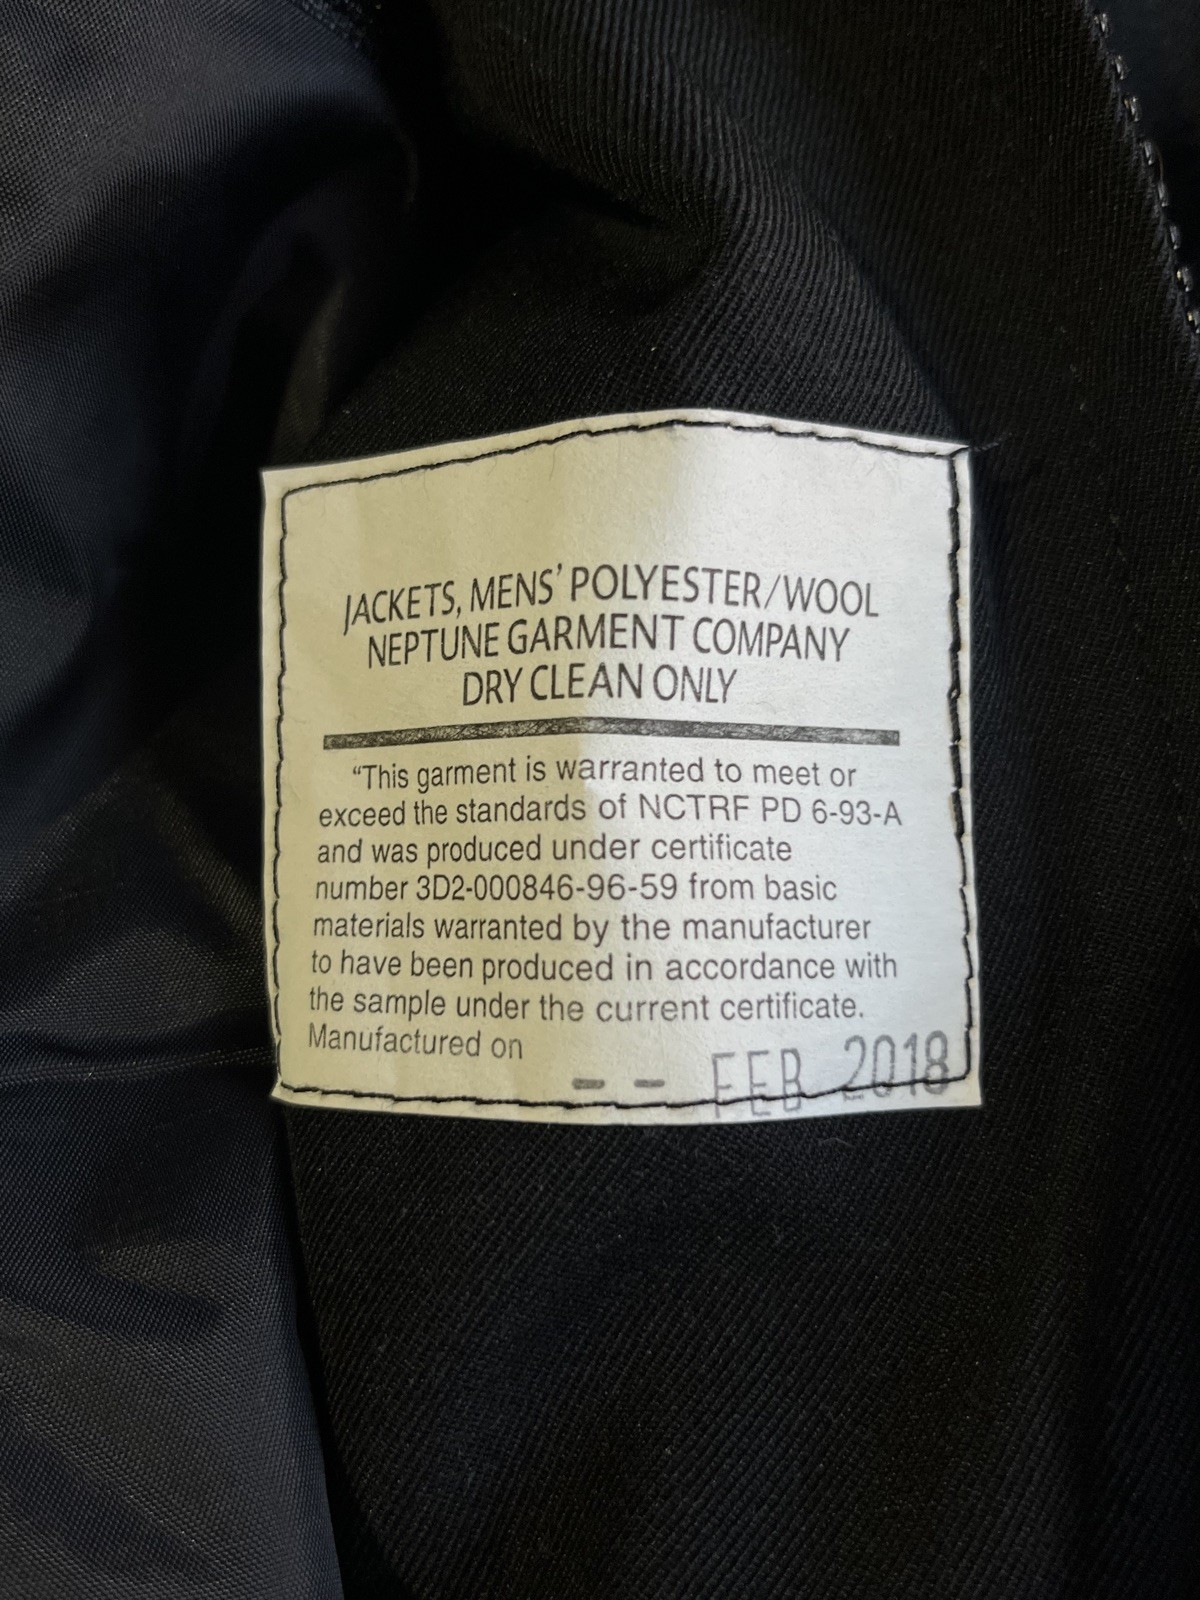 JACKETS, MENS' POLYESTER/WOOL
NEPTUNE GARMENT COMPANY
DRY CLEAN ONLY
“This garment is warranted to meet or
exceed the standards of NCTRF PD 6-93-A
and was produced under certificate
number 3D2-000846-96-59 from basic
materials warranted by the manufacturer
to have been produced in accordance with
the sample under the current certificate.
Manufactured on
-- FEB 2018